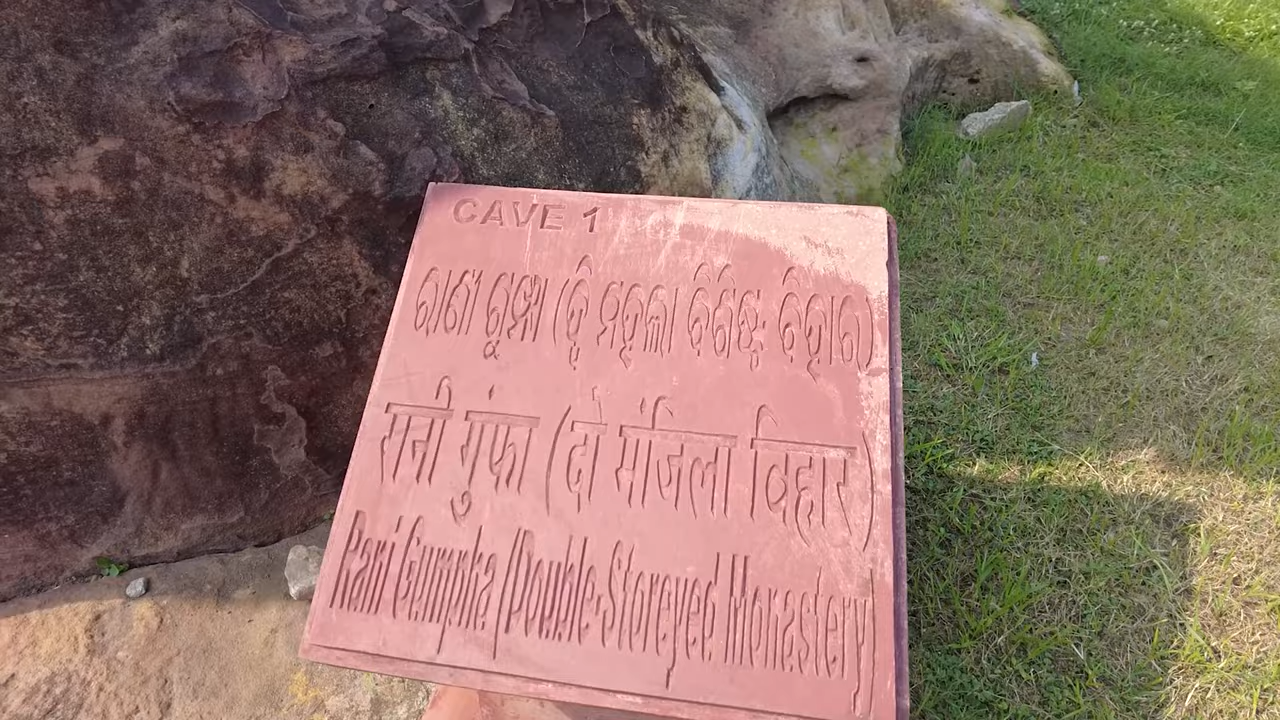 CAVE 1
ରାଣୀ ଗୁମ୍ଫା (ଦ୍ୱି ମହଲା ବିଶିଷ୍ଟ ବିହାର)
रानी गुंफा (दो मंजिला विहार)
Rani Gumpha (Double-Storeyed Monastery)